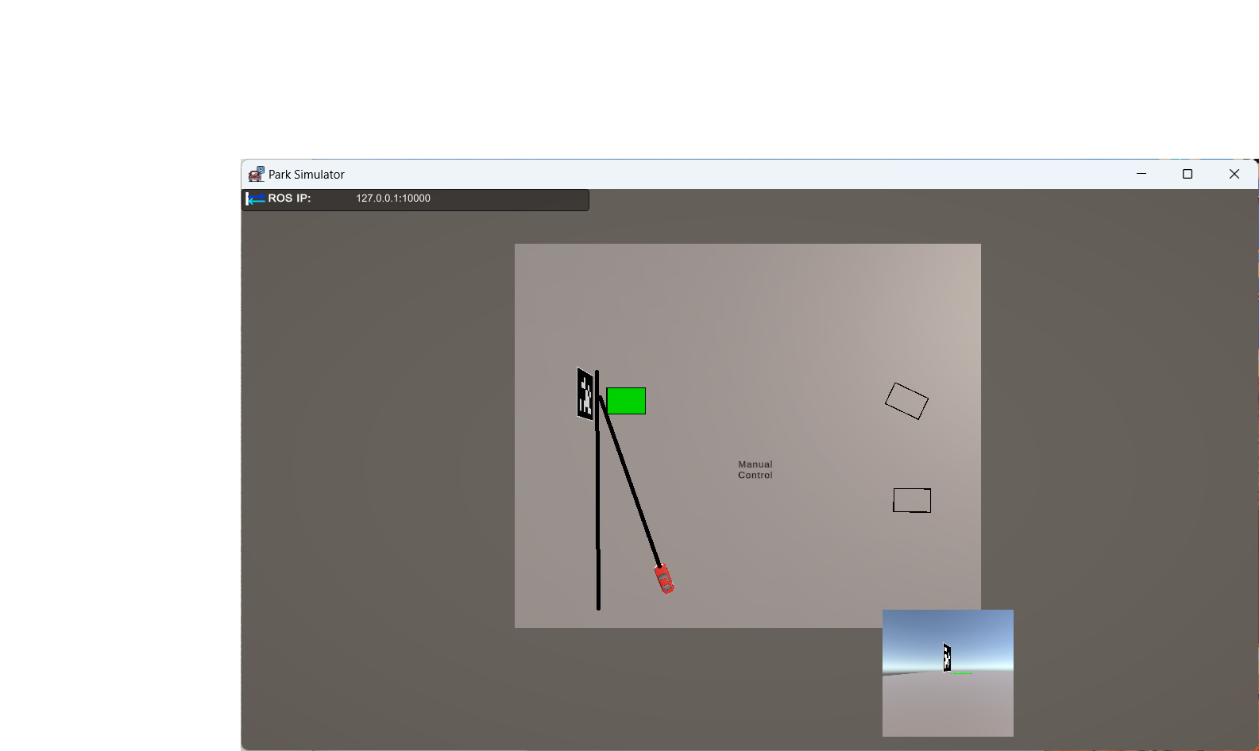 Park Simulator
ROS IP: 127.0.0.1:10000
Manual
Control